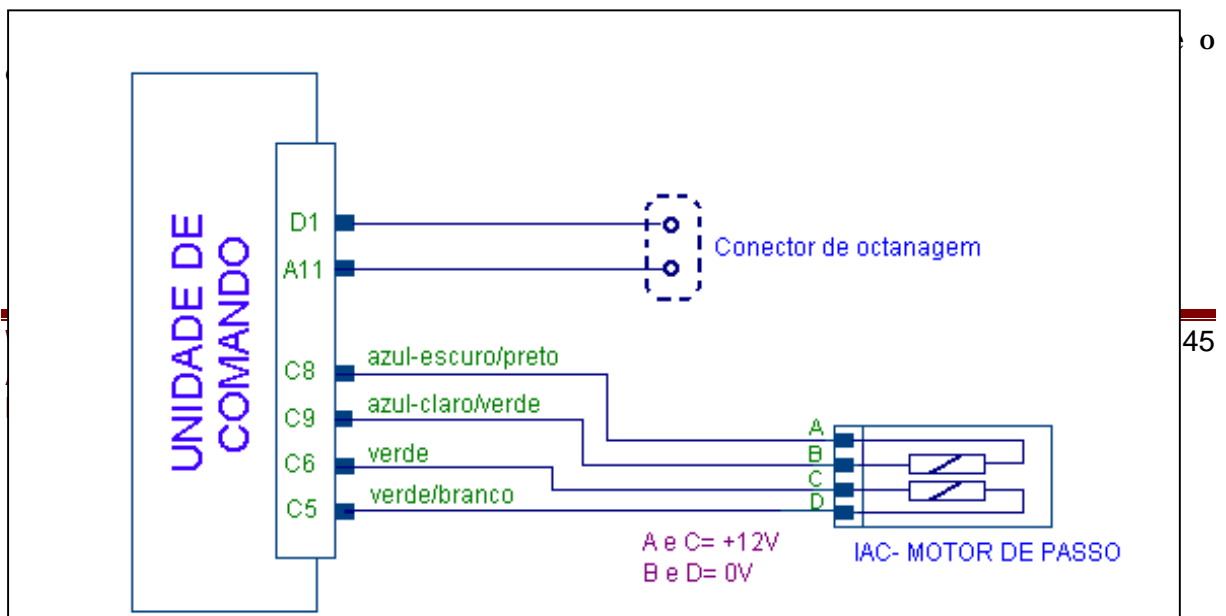 e o
UNIDADE DE
COMANDO
D1
A11
Conector de octanagem
45
C8
azul-escuro/preto
C9
azul-claro/verde
C6
verde
C5
verde/branco
A
B
C
D
A e C= +12V
B e D= 0V
IAC- MOTOR DE PASSO